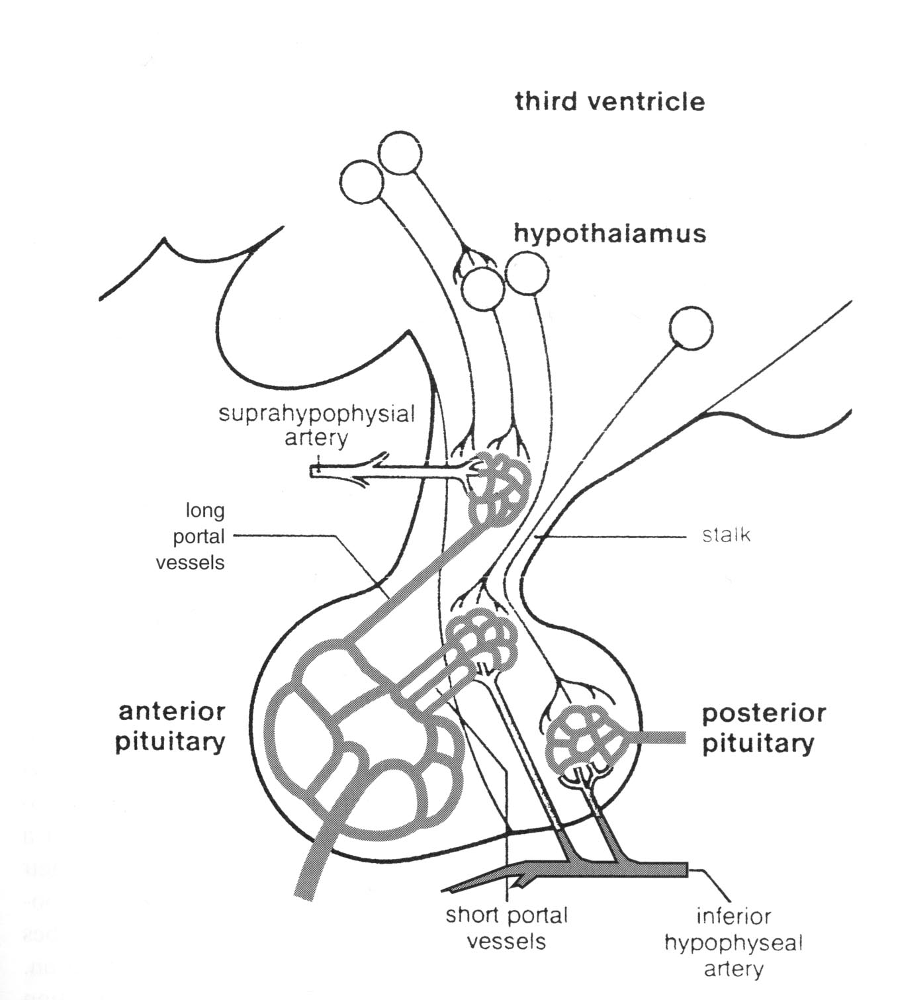 third ventricle
hypothalamus
suprahypophysial
artery
long
portal
vessels
stalk
anterior
pituitary
posterior
pituitary
short portal
vessels
inferior
hypophyseal
artery